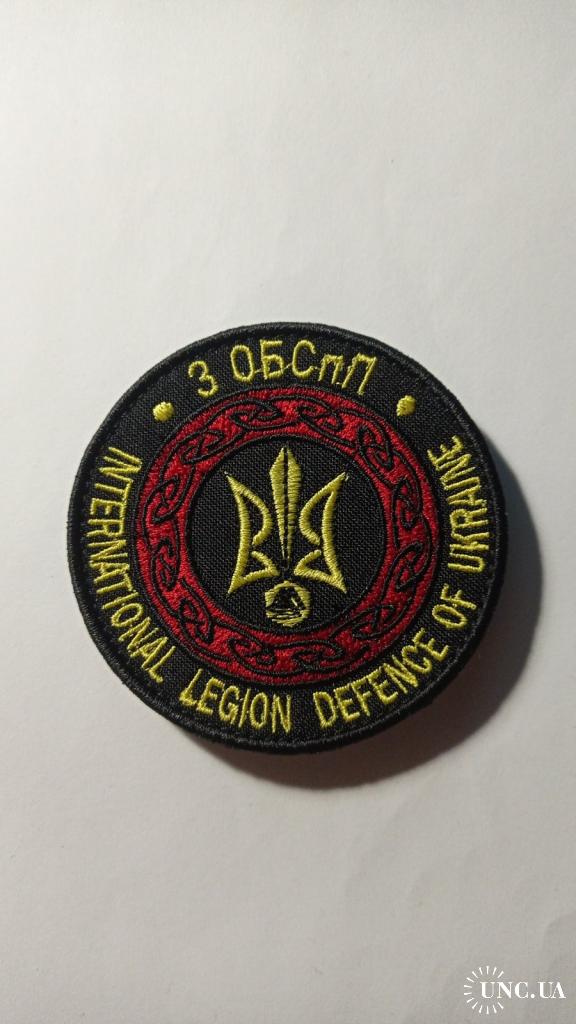 3 ОБСпП
INTERNATIONAL LEGION DEFENCE OF UKRAINE
UNC.UA